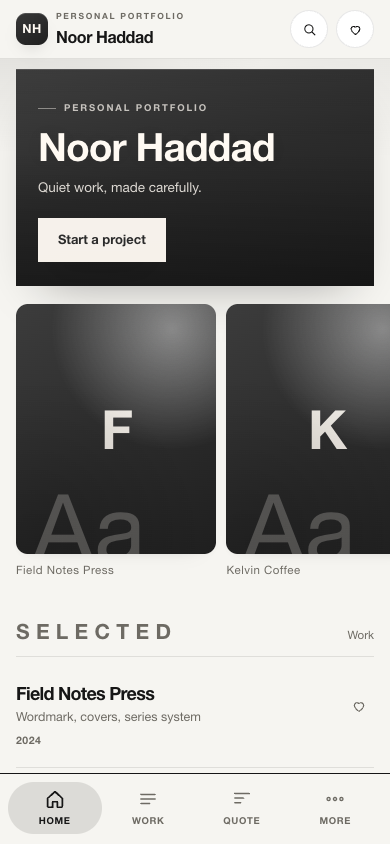 NH
PERSONAL PORTFOLIO
Noor Haddad
PERSONAL PORTFOLIO
Noor Haddad
Quiet work, made carefully.
Start a project
F
K
Aa
Aa
Field Notes Press
Kelvin Coffee
SELECTED
Work
Field Notes Press
Wordmark, covers, series system
2024
HOME
WORK
QUOTE
MORE